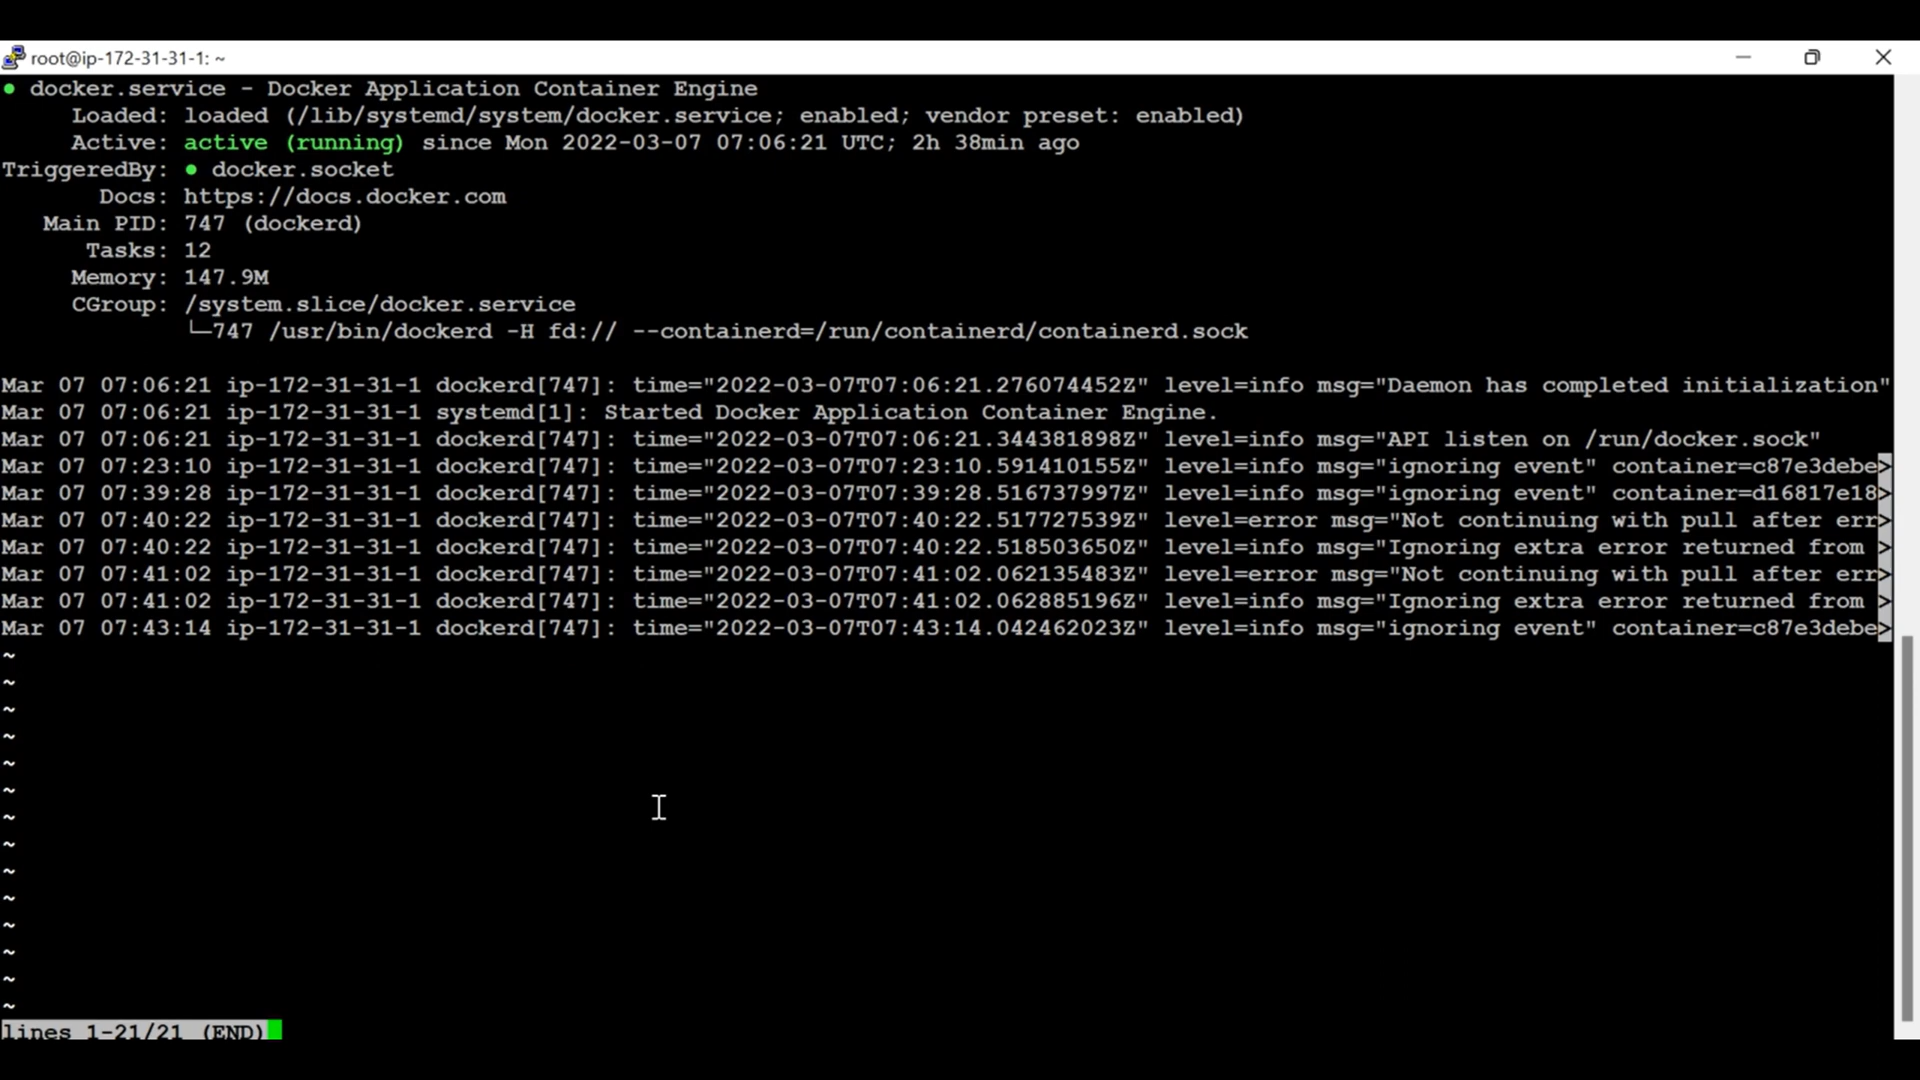 root@ip-172-31-31-1: ~
● docker.service - Docker Application Container Engine
Loaded: loaded (/lib/systemd/system/docker.service; enabled; vendor preset: enabled)
Active: active (running) since Mon 2022-03-07 07:06:21 UTC; 2h 38min ago
TriggeredBy: ● docker.socket
Docs: https://docs.docker.com
Main PID: 747 (dockerd)
Tasks: 12
Memory: 147.9M
CGroup: /system.slice/docker.service
└─747 /usr/bin/dockerd -H fd:// --containerd=/run/containerd/containerd.sock
Mar 07 07:06:21 ip-172-31-31-1 dockerd[747]: time="2022-03-07T07:06:21.276074452Z" level=info msg="Daemon has completed initialization"
Mar 07 07:06:21 ip-172-31-31-1 systemd[1]: Started Docker Application Container Engine.
Mar 07 07:06:21 ip-172-31-31-1 dockerd[747]: time="2022-03-07T07:06:21.344381898Z" level=info msg="API listen on /run/docker.sock"
Mar 07 07:23:10 ip-172-31-31-1 dockerd[747]: time="2022-03-07T07:23:10.591410155Z" level=info msg="ignoring event" container=c87e3debe>
Mar 07 07:39:28 ip-172-31-31-1 dockerd[747]: time="2022-03-07T07:39:28.516737997Z" level=info msg="ignoring event" container=d16817e18>
Mar 07 07:40:22 ip-172-31-31-1 dockerd[747]: time="2022-03-07T07:40:22.517727539Z" level=error msg="Not continuing with pull after err>
Mar 07 07:40:22 ip-172-31-31-1 dockerd[747]: time="2022-03-07T07:40:22.518503650Z" level=info msg="Ignoring extra error returned from >
Mar 07 07:41:02 ip-172-31-31-1 dockerd[747]: time="2022-03-07T07:41:02.062135483Z" level=error msg="Not continuing with pull after err>
Mar 07 07:41:02 ip-172-31-31-1 dockerd[747]: time="2022-03-07T07:41:02.062885196Z" level=info msg="Ignoring extra error returned from >
Mar 07 07:43:14 ip-172-31-31-1 dockerd[747]: time="2022-03-07T07:43:14.042462023Z" level=info msg="ignoring event" container=c87e3debe>
~
~
~
~
~
~
~
~
~
~
~
~
~
~
lines 1-21/21 (END)